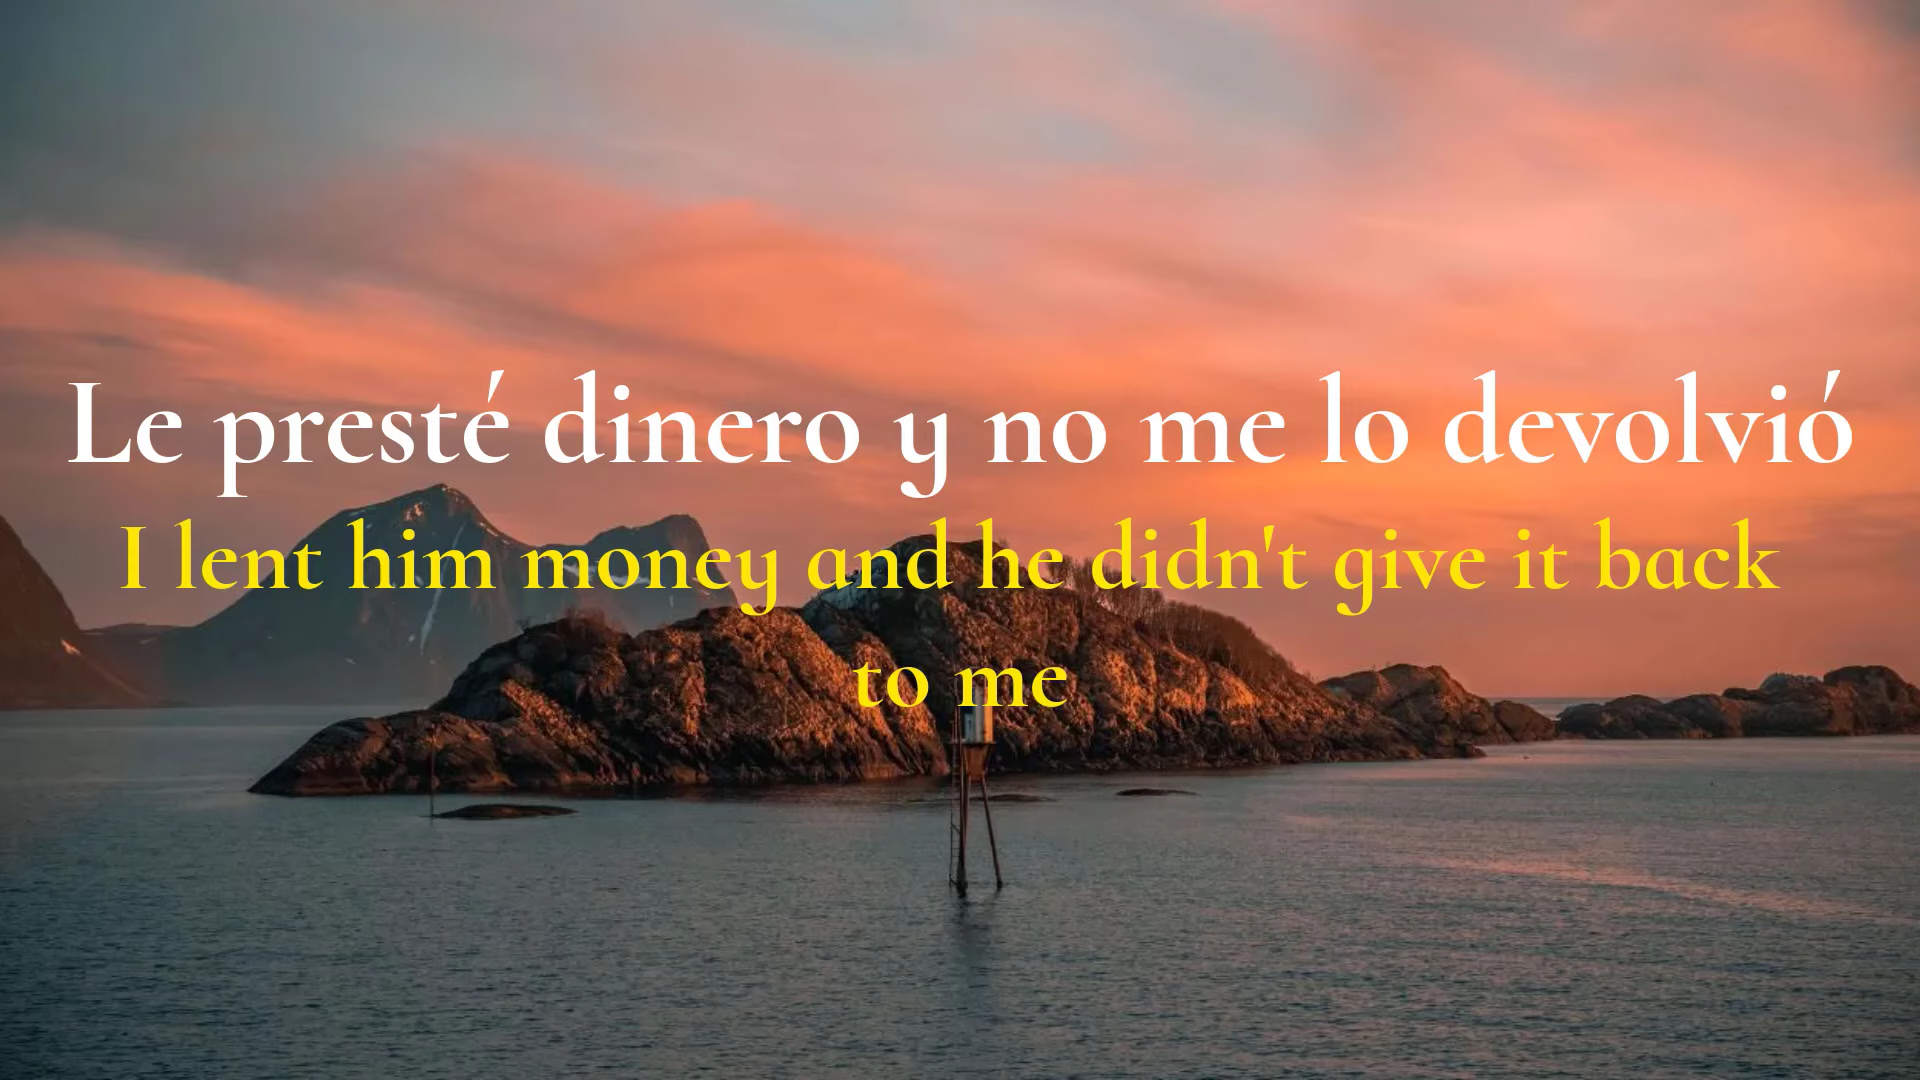 Le presté dinero y no me lo devolvió
I lent him money and he didn't give it back
to me